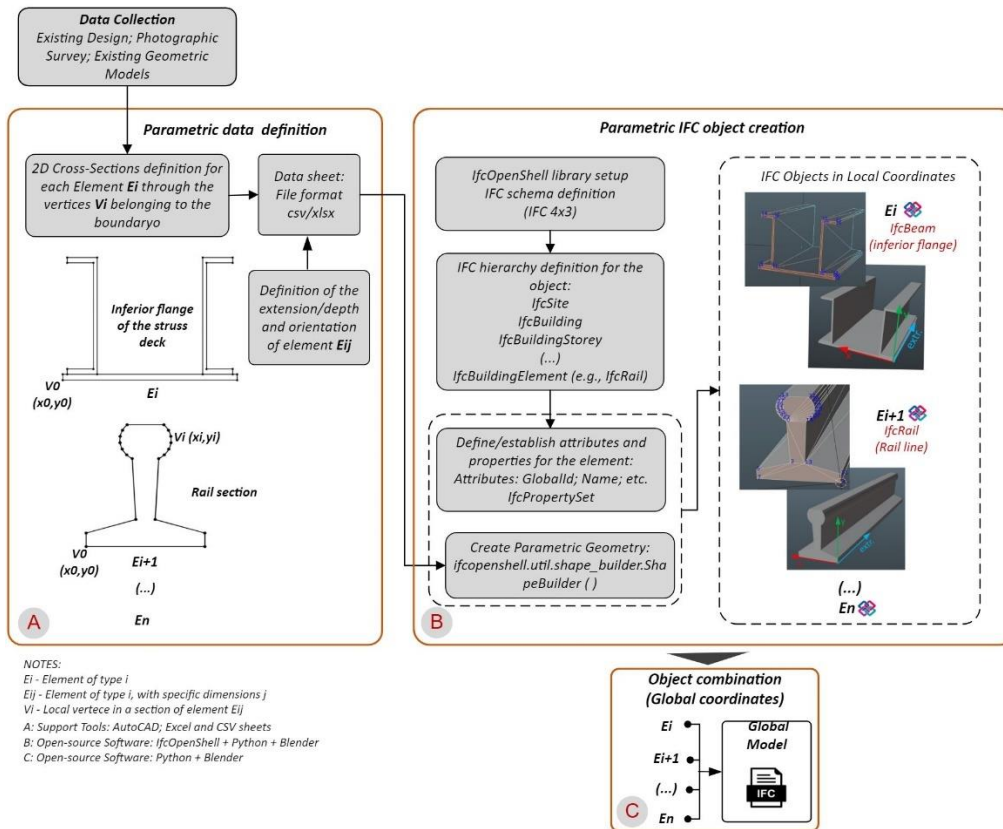 Data Collection
Existing Design; Photographic
Survey; Existing Geometric
Models
Parametric data definition
2D Cross-Sections definition for
each Element Ei through the
vertices Vi belonging to the
boundaryo
Data sheet:
File format
csv/xlsx
Definition of the
extension/depth
and orientation
of element Eij
Inferior flange
of the struss
deck
V0
(x0,y0)
Ei
Vi (xi,yi)
Rail section
V0
(x0,y0)
Ei+1
(...)
En
A
Parametric IFC object creation
IfcOpenShell library setup
IFC schema definition
(IFC 4x3)
IFC hierarchy definition for the
object:
IfcSite
IfcBuilding
IfcBuildingStorey
(...)
IfcBuildingElement (e.g., IfcRail)
Define/establish attributes and
properties for the element:
Attributes: GlobalId; Name; etc.
IfcPropertySet
Create Parametric Geometry:
ifcopenshell.util.shape_builder.Sha
peBuilder ( )
B
IFC Objects in Local Coordinates
Ei
IfcBeam
(inferior flange)
extr
Ei+1
IfcRail
(Rail line)
extr
(...)
En
NOTES:
Ei - Element of type i
Eij - Element of type i, with specific dimensions j
Vi - Local vertece in a section of element Eij
A: Support Tools: AutoCAD; Excel and CSV sheets
B: Open-source Software: IfcOpenShell + Python + Blender
C: Open-source Software: Python + Blender
Object combination
(Global coordinates)
Ei
Ei+1
(...)
En
Global
Model
IFC
C